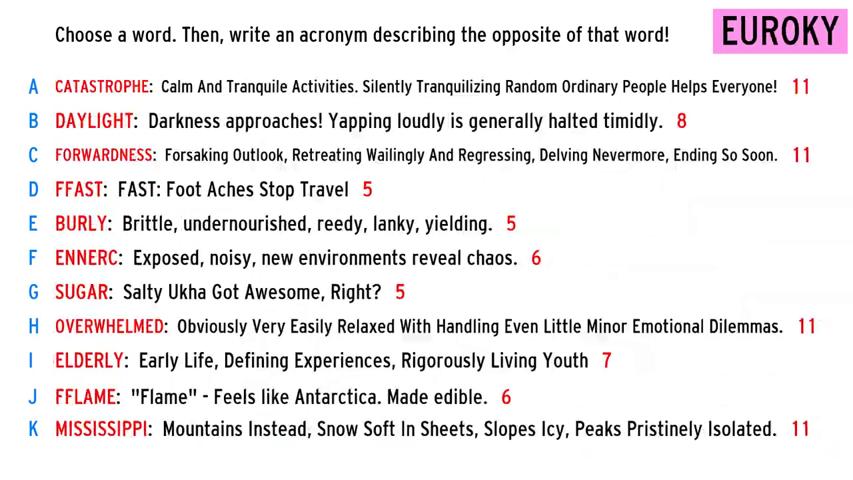 Choose a word. Then, write an acronym describing the opposite of that word!
EUROKY
A CATASTROPHE: Calm And Tranquile Activities. Silently Tranquilizing Random Ordinary People Helps Everyone! 11
B DAYLIGHT: Darkness approaches! Yapping loudly is generally halted timidly. 8
C FORWARDNESS: Forsaking Outlook, Retreating Wailingly And Regressing, Delving Nevermore, Ending So Soon. 11
D FFAST: FAST: Foot Aches Stop Travel 5
E BURLY: Brittle, undernourished, reedy, lanky, yielding. 5
F ENNERC: Exposed, noisy, new environments reveal chaos. 6
G SUGAR: Salty Ukha Got Awesome, Right? 5
H OVERWHELMED: Obviously Very Easily Relaxed With Handling Even Little Minor Emotional Dilemmas. 11
I ELDERLY: Early Life, Defining Experiences, Rigorously Living Youth 7
J FFLAME: "Flame" - Feels like Antarctica. Made edible. 6
K MISSISSIPPI: Mountains Instead, Snow Soft In Sheets, Slopes Icy, Peaks Pristinely Isolated. 11